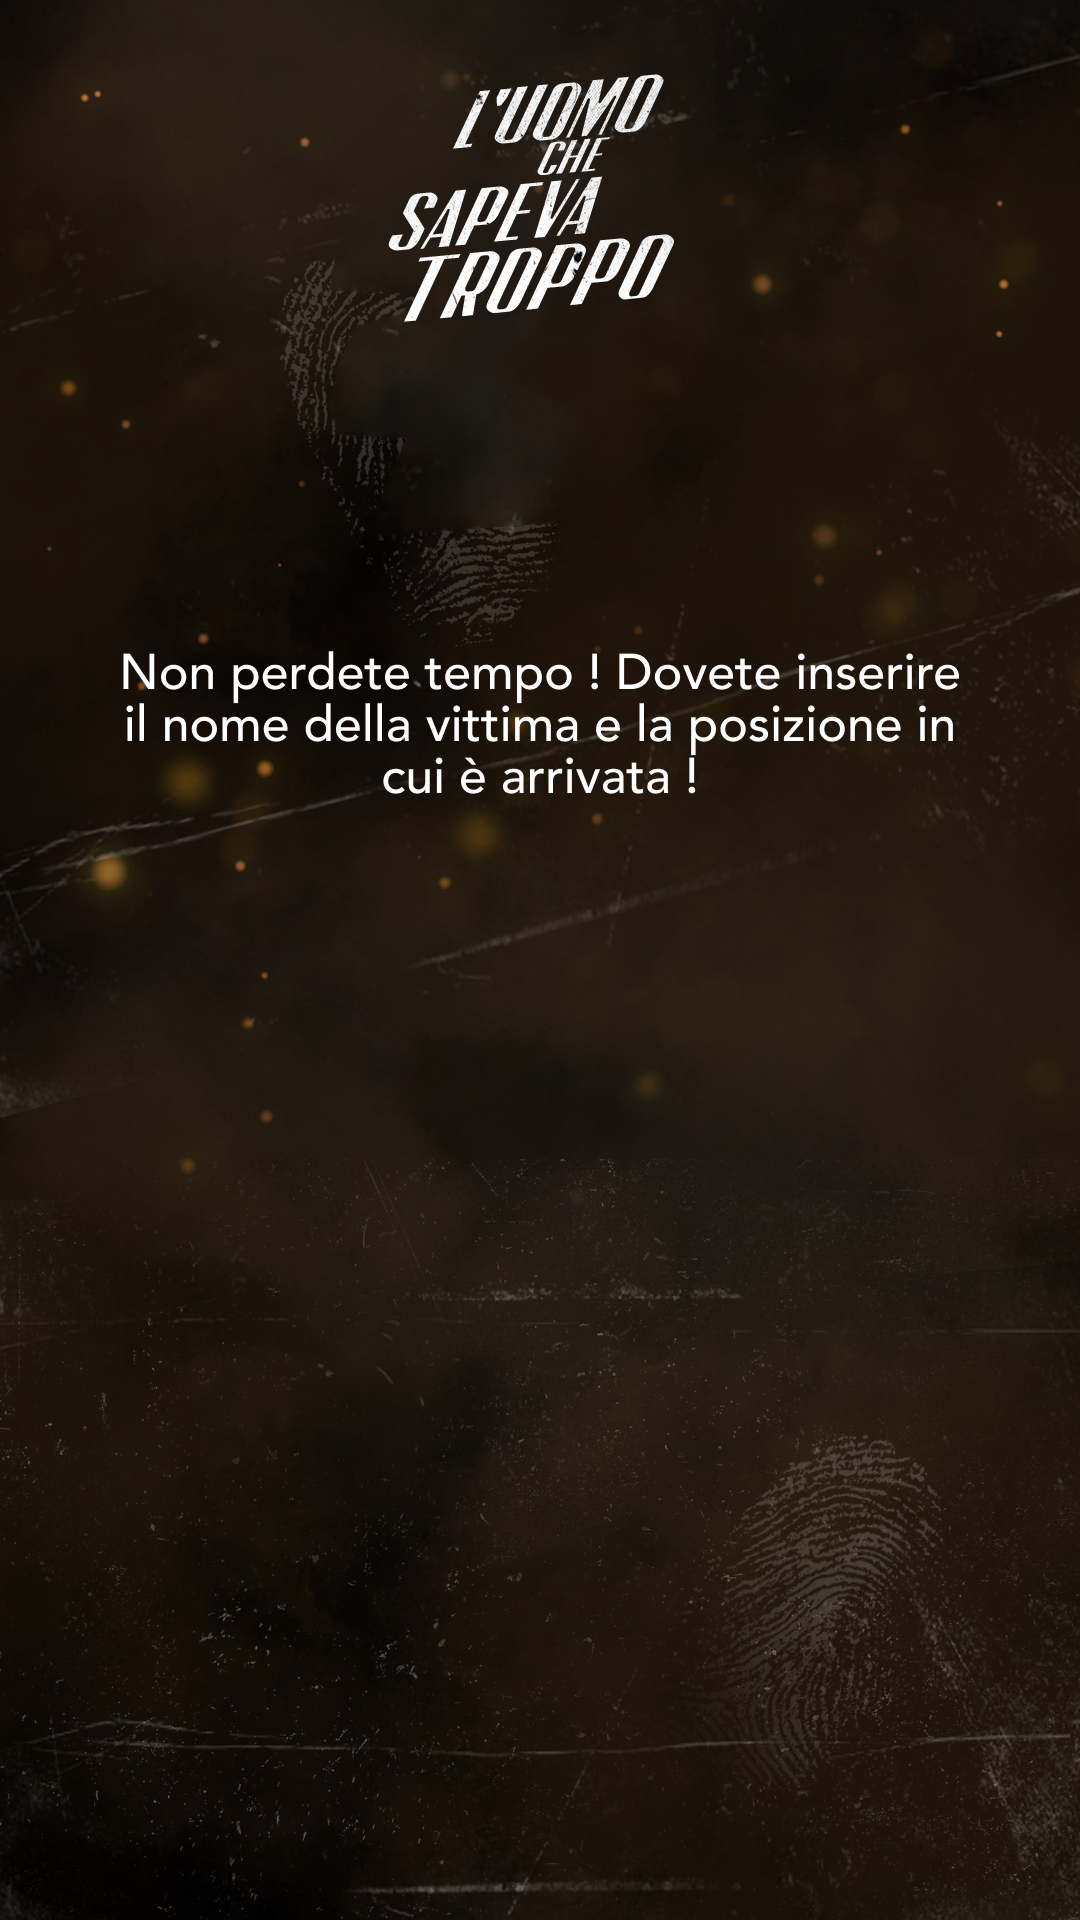 L'UOMO
CHE
SAPEVA
TROPPO
Non perdete tempo ! Dovete inserire
il nome della vittima e la posizione in
cui è arrivata !